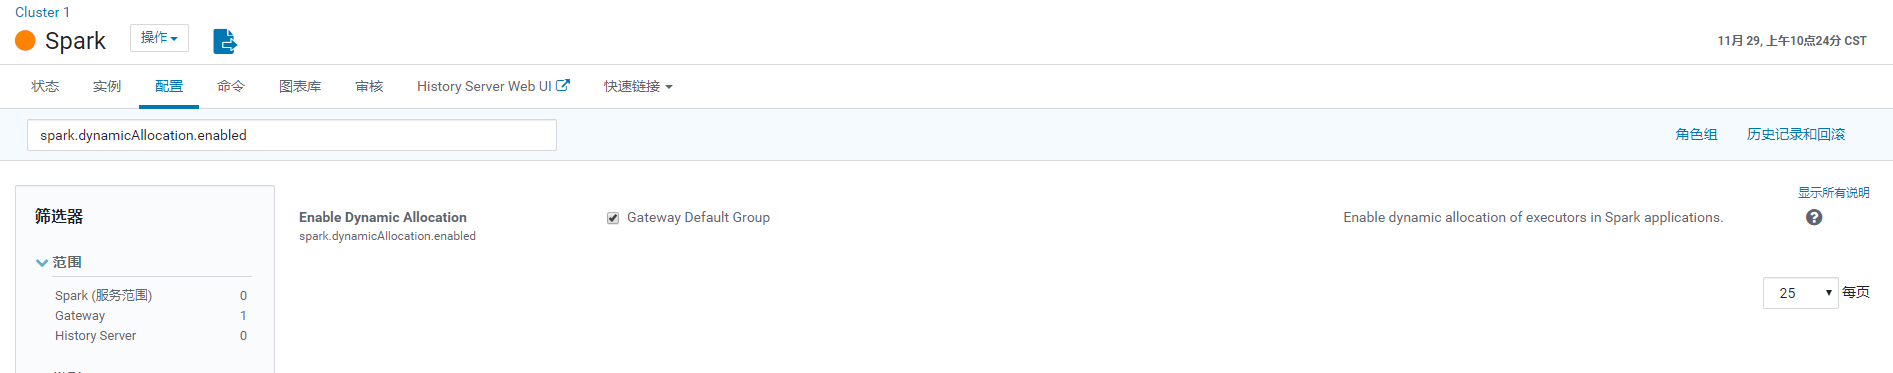 Cluster 1
Spark 操作
11月 29, 上午10点24分 CST
状态 实例 配置 命令 图表库 审核 History Server Web UI 快速链接
spark.dynamicAllocation.enabled 角色组 历史记录和回滚
显示所有说明
筛选器
Enable Dynamic Allocation Gateway Default Group Enable dynamic allocation of executors in Spark applications.
spark.dynamicAllocation.enabled
范围
Spark (服务范围) 0
Gateway 1
History Server 0
25 每页